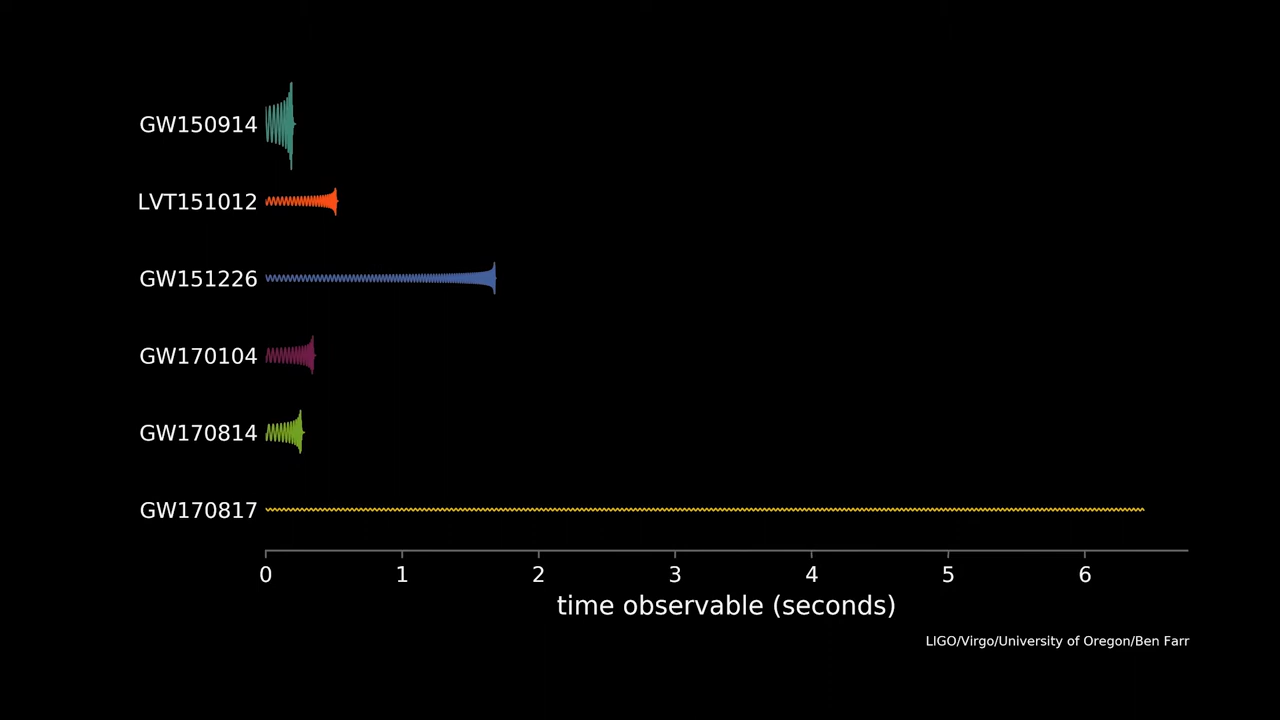 GW150914
LVT151012
GW151226
GW170104
GW170814
GW170817
0 1 2 3 4 5 6
time observable (seconds)
LIGO/Virgo/University of Oregon/Ben Farr